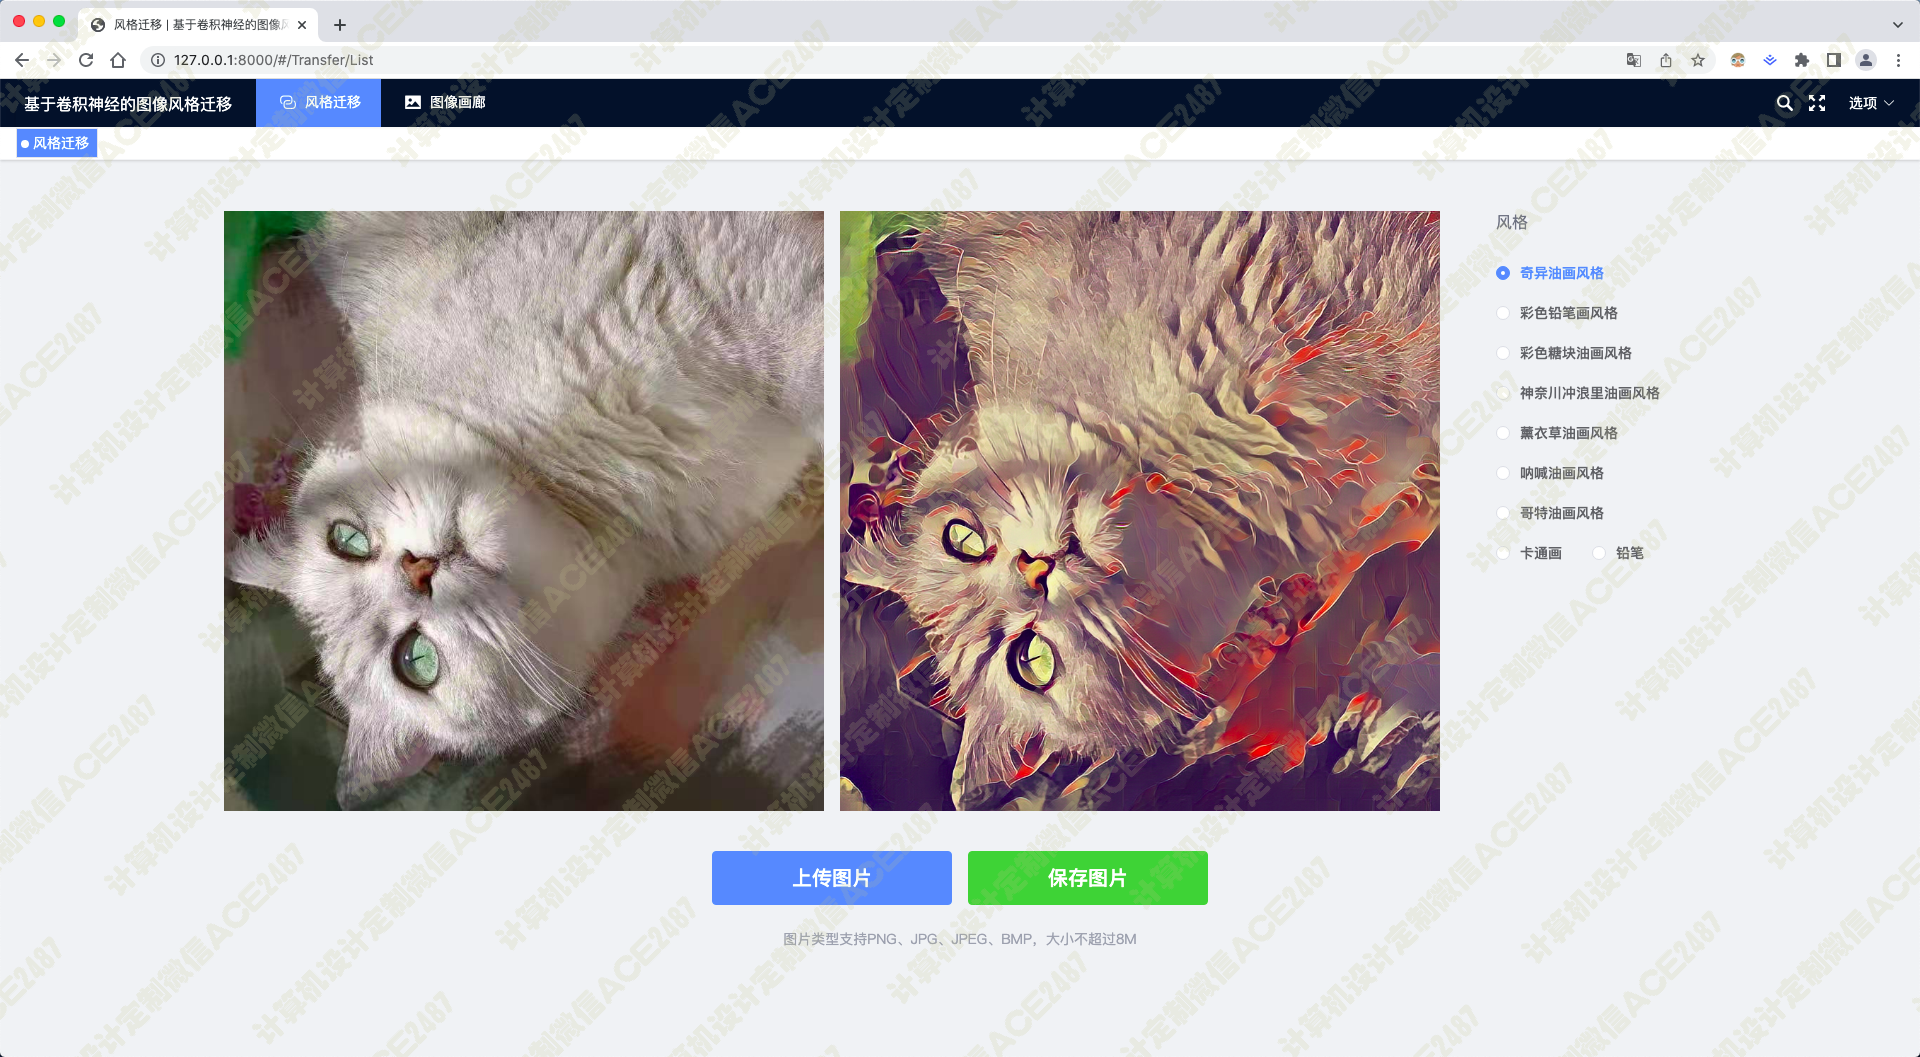 风格迁移 | 基于卷积神经的图像风
127.0.0.1:8000/#/Transfer/List
基于卷积神经的图像风格迁移
风格迁移
图像画廊
选项
风格迁移
风格
奇异油画风格
彩色铅笔画风格
彩色糖块油画风格
神奈川冲浪里油画风格
薰衣草油画风格
呐喊油画风格
哥特油画风格
卡通画
铅笔
上传图片
保存图片
图片类型支持PNG、JPG、JPEG、BMP，大小不超过8M
计算机设计定制微信ACE2487